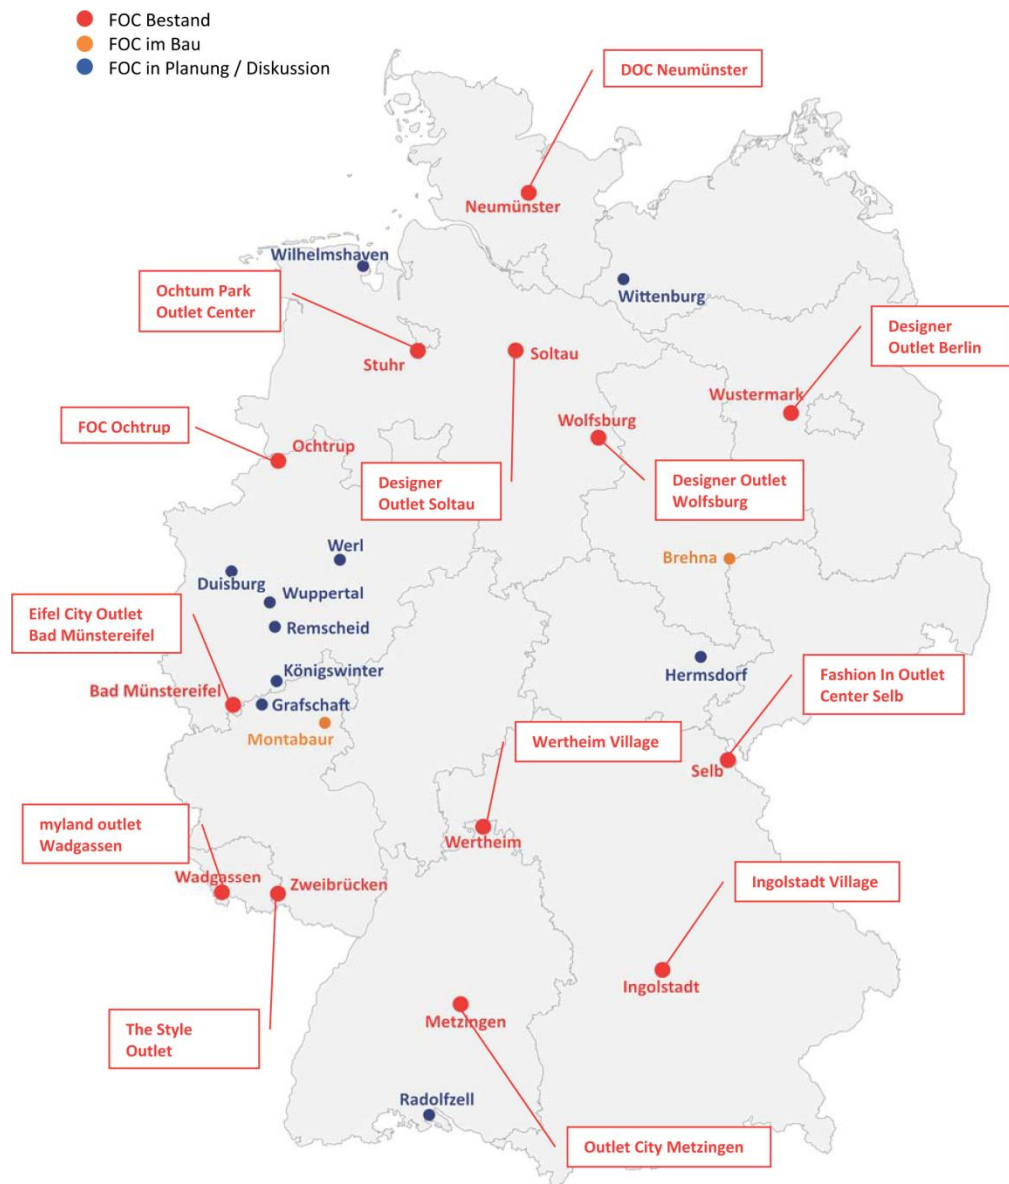 FOC Bestand
FOC im Bau
FOC in Planung / Diskussion
DOC Neumünster
Neumünster
Wilhelmshaven
Wittenburg
Ochtum Park
Outlet Center
Designer
Outlet Berlin
Stuhr
Soltau
Wustermark
Wolfsburg
FOC Ochtrup
Ochtrup
Designer
Outlet Soltau
Designer Outlet
Wolfsburg
Werl
Brehna
Duisburg
Wuppertal
Eifel City Outlet
Bad Münstereifel
Remscheid
Königswinter
Hermsdorf
Fashion In Outlet
Center Selb
Bad Münstereifel
Grafschaft
Montabaur
Wertheim Village
Selb
myland outlet
Wadgassen
Wertheim
Wadgassen
Zweibrücken
Ingolstadt Village
Ingolstadt
Metzingen
The Style
Outlet
Radolfzell
Outlet City Metzingen